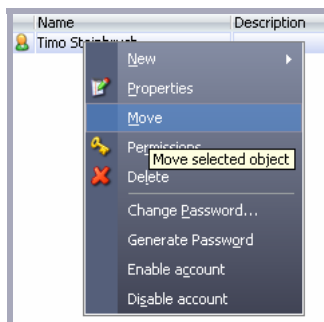 Name Description
Timo
New
Properties
Move
Permissions
Move selected object
Delete
Change Password...
Generate Password
Enable account
Disable account